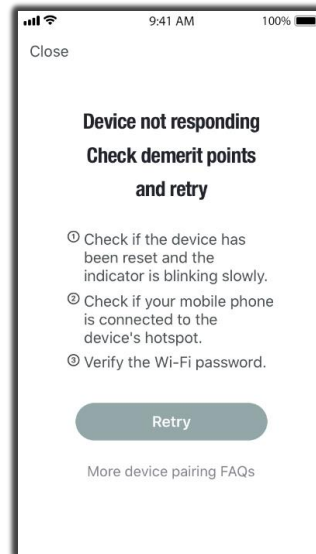 9:41 AM 100%
Close
Device not responding
Check demerit points
and retry
① Check if the device has
been reset and the
indicator is blinking slowly.
② Check if your mobile phone
is connected to the
device's hotspot.
③ Verify the Wi-Fi password.
Retry
More device pairing FAQs